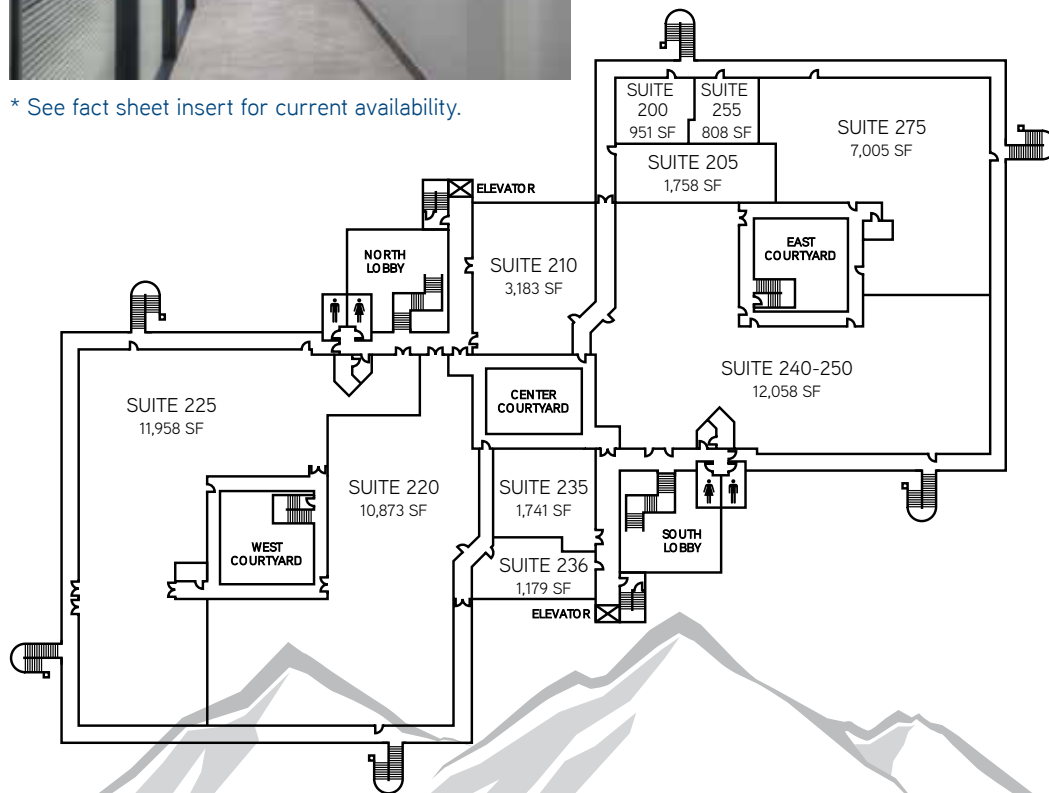 * See fact sheet insert for current availability.
SUITE
200
951 SF
SUITE
255
808 SF
SUITE 275
7,005 SF
SUITE 205
1,758 SF
ELEVATOR
NORTH
LOBBY
SUITE 210
3,183 SF
EAST
COURTYARD
SUITE 240-250
12,058 SF
CENTER
COURTYARD
SUITE 225
11,958 SF
SUITE 220
10,873 SF
SUITE 235
1,741 SF
WEST
COURTYARD
SOUTH
LOBBY
SUITE 236
1,179 SF
ELEVATOR